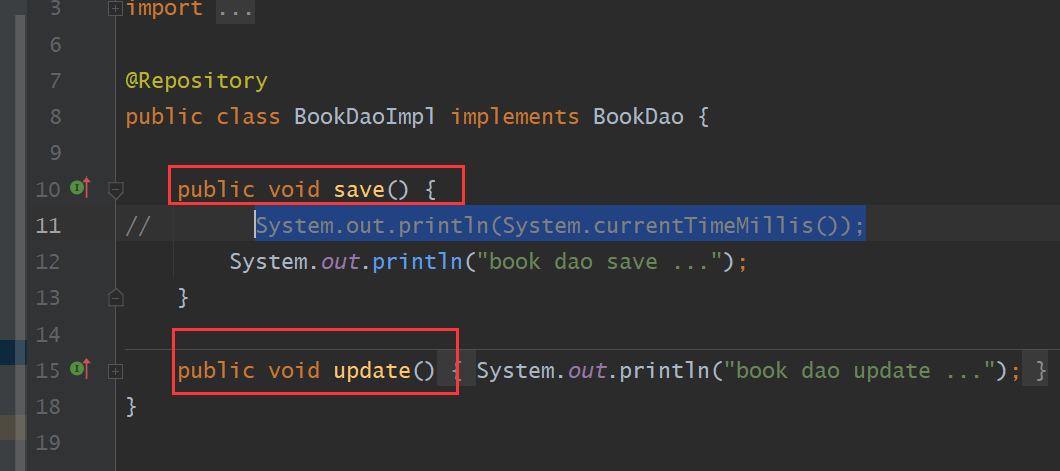 3 import ...
6
7 @Repository
8 public class BookDaoImpl implements BookDao {
9
10 public void save() {
11 // System.out.println(System.currentTimeMillis());
12 System.out.println("book dao save ...");
13 }
14
15 public void update() { System.out.println("book dao update ..."); }
18 }
19